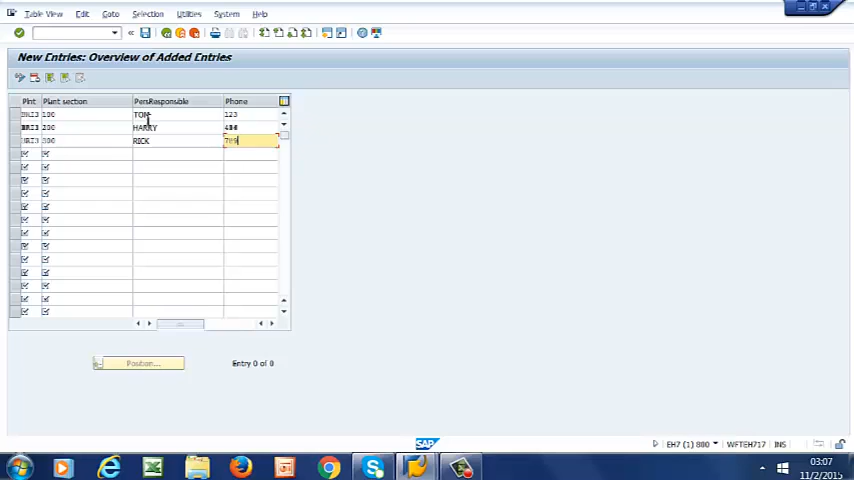 Table View Edit Goto Selection Utilities System Help
New Entries: Overview of Added Entries
Plnt Plant section PersResponsible Phone
100 TOM 123
200 HARRY 456
300 RICK 789
Position... Entry 0 of 0
SAP
EH7 (1) 800 WFTEH717 INS
03:07
11/2/2015